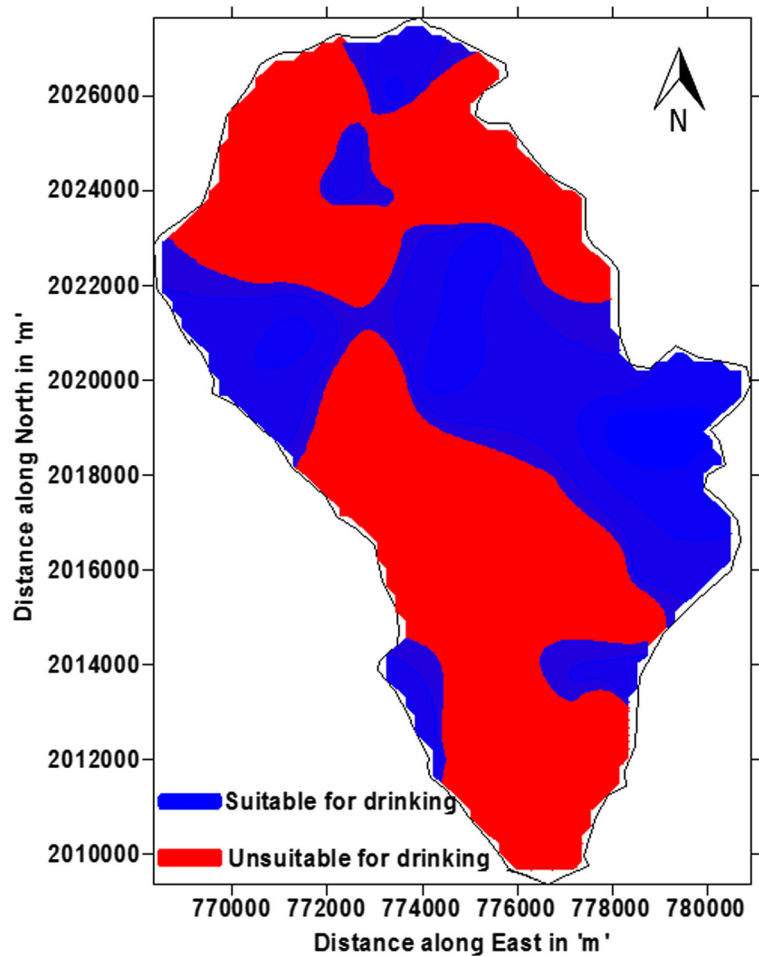 N
2026000
2024000
2022000
2020000
2018000
2016000
2014000
2012000
2010000
Distance along North in 'm'
Suitable for drinking
Unsuitable for drinking
770000 772000 774000 776000 778000 780000
Distance along East in 'm'